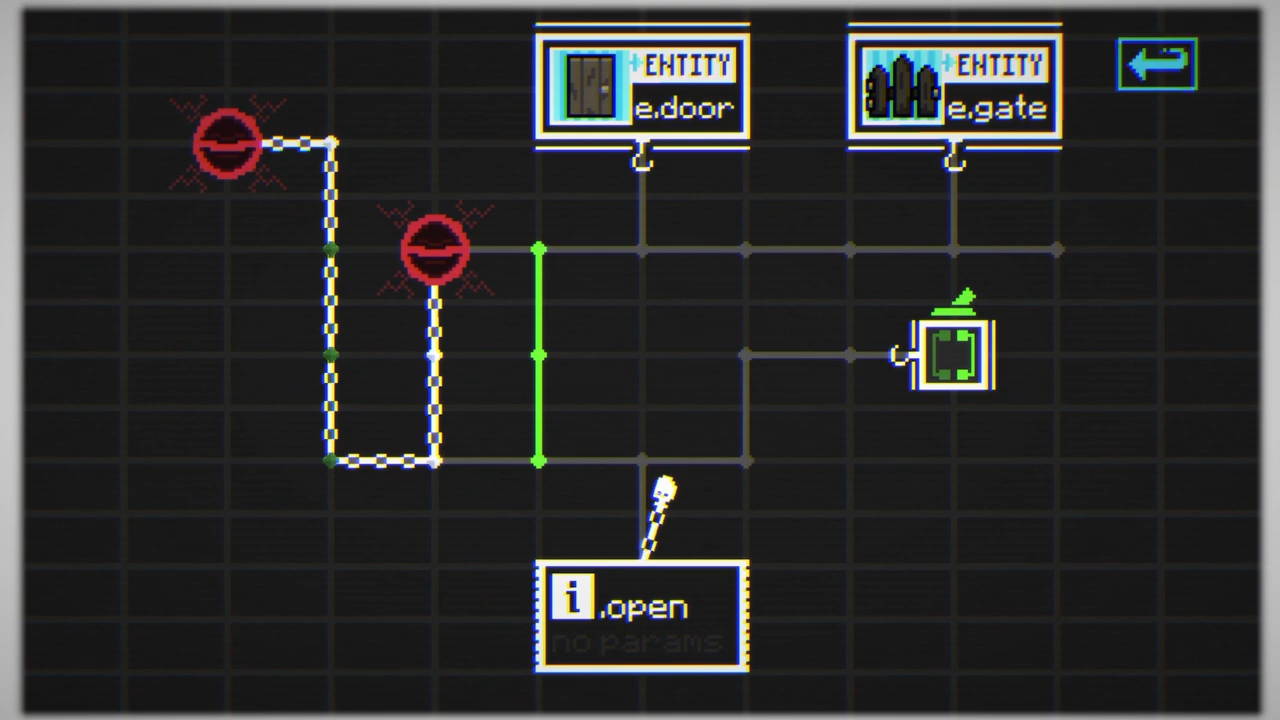 +ENTITY
e.door
+ENTITY
e.gate
i .open
no params